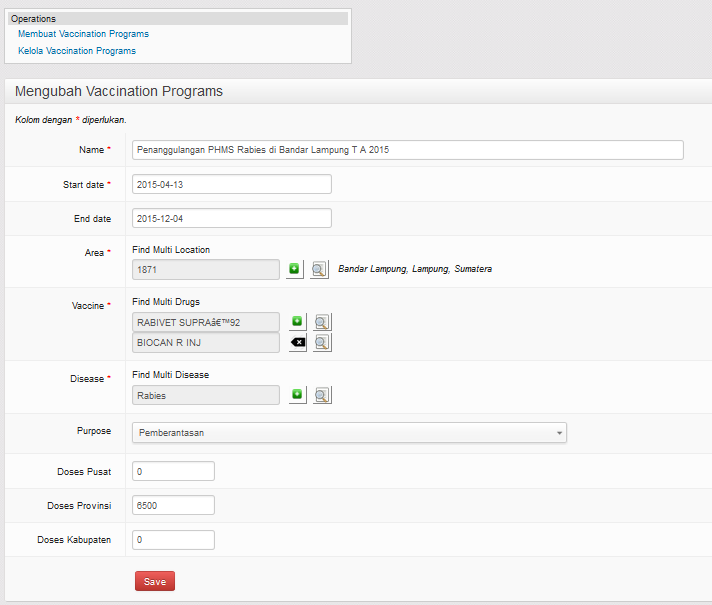 Operations
Membuat Vaccination Programs
Kelola Vaccination Programs
Mengubah Vaccination Programs
Kolom dengan * diperlukan.
Name * Penanggulangan PHMS Rabies di Bandar Lampung T A 2015
Start date * 2015-04-13
End date 2015-12-04
Area * Find Multi Location
1871 Bandar Lampung, Lampung, Sumatera
Vaccine * Find Multi Drugs
RABIVET SUPRAâ€™92
BIOCAN R INJ
Disease * Find Multi Disease
Rabies
Purpose Pemberantasan
Doses Pusat 0
Doses Provinsi 6500
Doses Kabupaten 0
Save